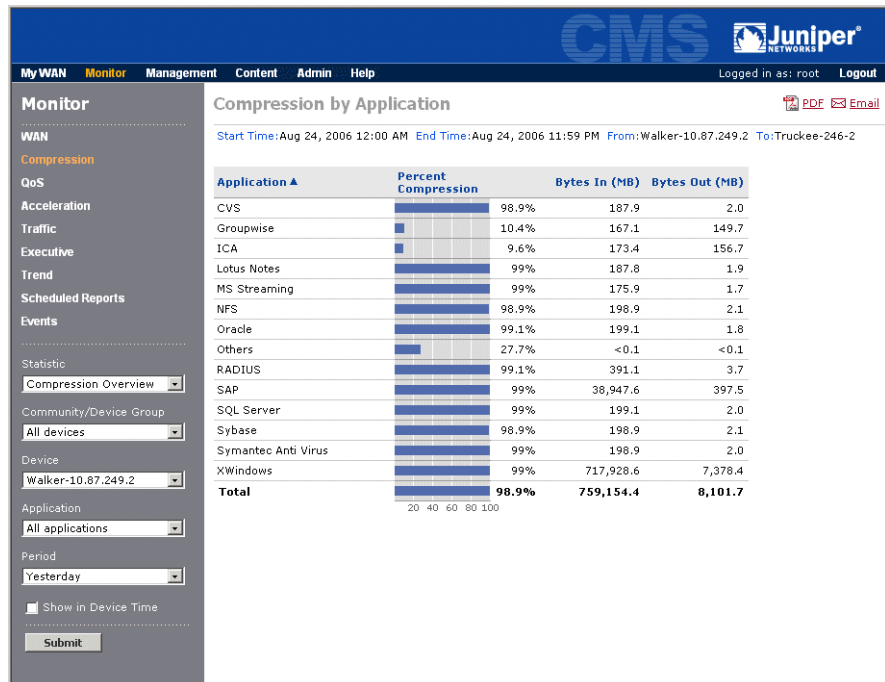 CMS
Juniper®
NETWORKS
My WAN Monitor Management Content Admin Help Logged in as: root Logout
Monitor
WAN
Compression
QoS
Acceleration
Traffic
Executive
Trend
Scheduled Reports
Events
Statistic
Compression Overview
Community/Device Group
All devices
Device
Walker-10.87.249.2
Application
All applications
Period
Yesterday
Show in Device Time
Submit
Compression by Application
PDF Email
Start Time:Aug 24, 2006 12:00 AM End Time:Aug 24, 2006 11:59 PM From:Walker-10.87.249.2 To:Truckee-246-2
Application Percent Compression Bytes In (MB) Bytes Out (MB)
CVS 98.9% 187.9 2.0
Groupwise 10.4% 167.1 149.7
ICA 9.6% 173.4 156.7
Lotus Notes 99% 187.8 1.9
MS Streaming 99% 175.9 1.7
NFS 98.9% 198.9 2.1
Oracle 99.1% 199.1 1.8
Others 27.7% <0.1 <0.1
RADIUS 99.1% 391.1 3.7
SAP 99% 38,947.6 397.5
SQL Server 99% 199.1 2.0
Sybase 98.9% 198.9 2.1
Symantec Anti Virus 99% 198.9 2.0
XWindows 99% 717,928.6 7,378.4
Total 98.9% 759,154.4 8,101.7
20 40 60 80 100